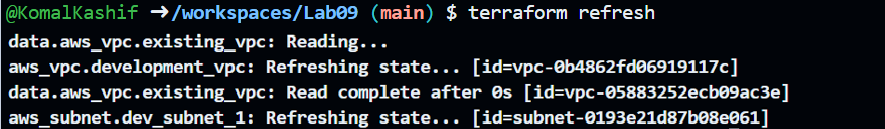 @KomalKashif ➜/workspaces/Lab09 (main) $ terraform refresh
data.aws_vpc.existing_vpc: Reading...
aws_vpc.development_vpc: Refreshing state... [id=vpc-0b4862fd06919117c]
data.aws_vpc.existing_vpc: Read complete after 0s [id=vpc-05883252ecb09ac3e]
aws_subnet.dev_subnet_1: Refreshing state... [id=subnet-0193e21d87b08e061]